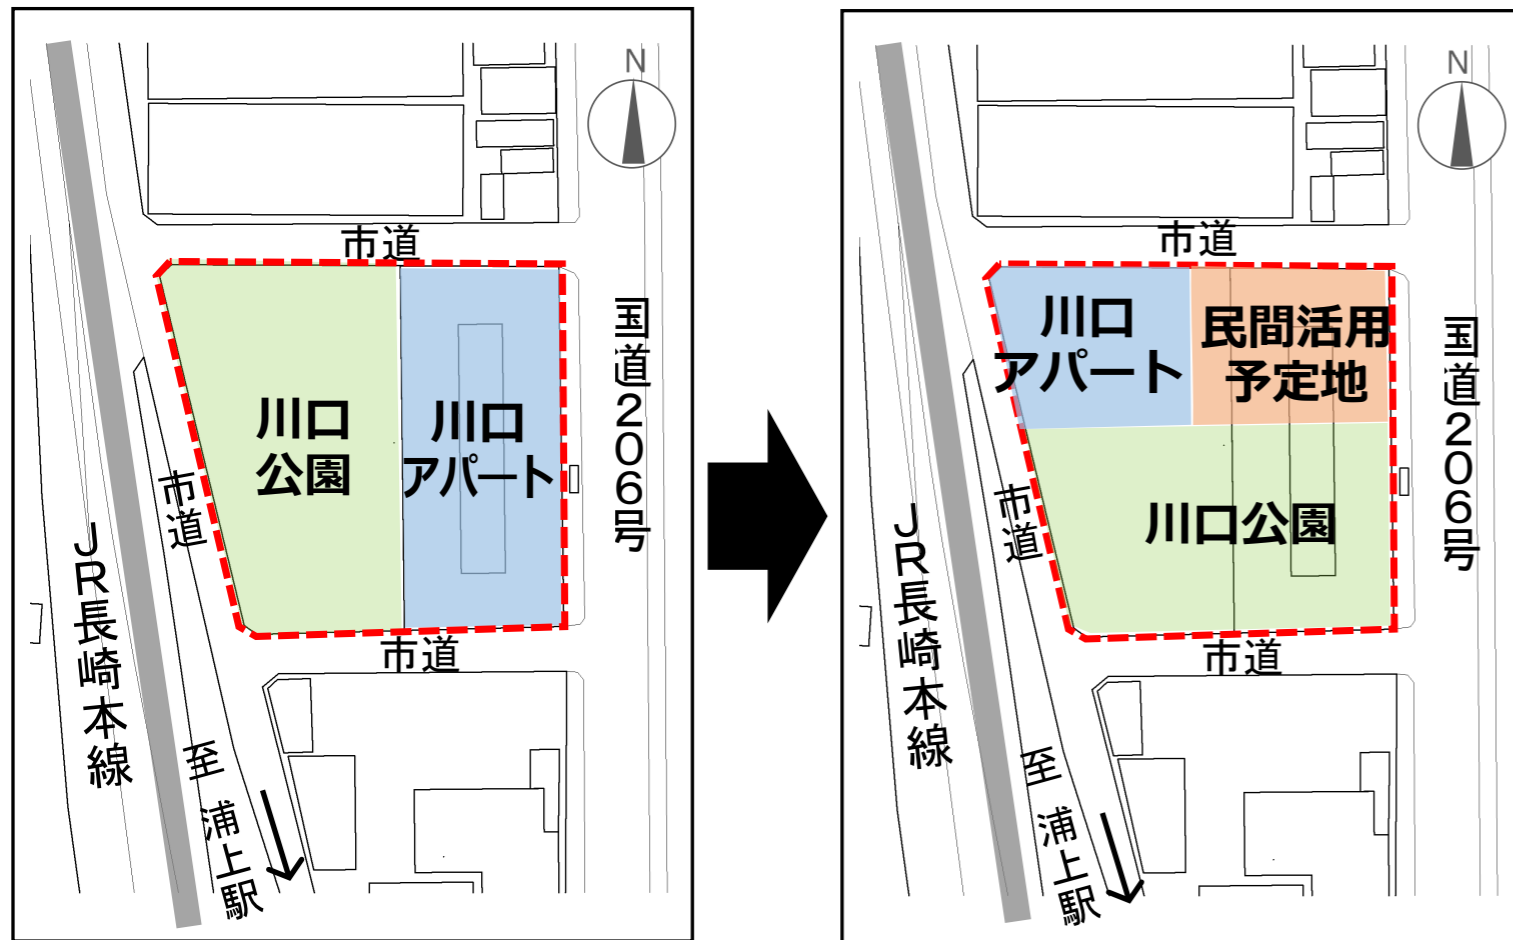 N
市道
国道２０６号
川口
公園
川口
アパート
市道
ＪＲ長崎本線
市道
至
浦上駅
N
市道
国道２０６号
川口
アパート
民間活用
予定地
市道
川口公園
ＪＲ長崎本線
市道
至
浦上駅